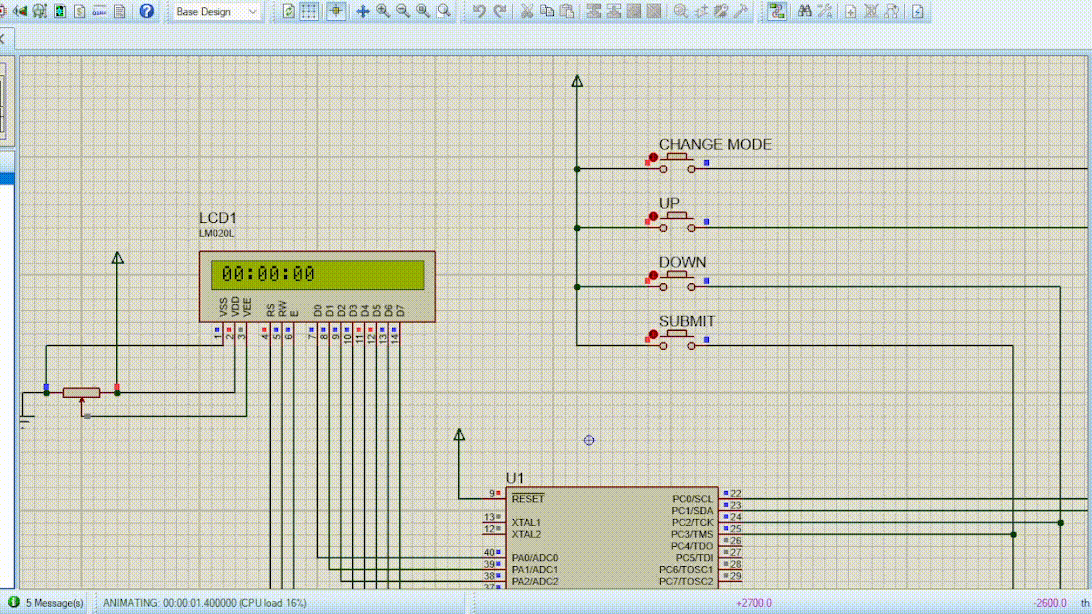 Base Design
CHANGE MODE
UP
LCD1
LM020L
00:00:00
DOWN
VSS VDD VEE RS RW E D0 D1 D2 D3 D4 D5 D6 D7
1 2 3 4 5 6 7 8 9 10 11 12 13 14
SUBMIT
U1
9 RESET PC0/SCL 22
PC1/SDA 23
13 XTAL1 PC2/TCK 24
12 XTAL2 PC3/TMS 25
PC4/TDO 26
40 PA0/ADC0 PC5/TDI 27
39 PA1/ADC1 PC6/TOSC1 28
38 PA2/ADC2 PC7/TOSC2 29
37
5 Message(s) ANIMATING: 00:00:01.400000 (CPU load 16%) +2700.0 -2600.0 th